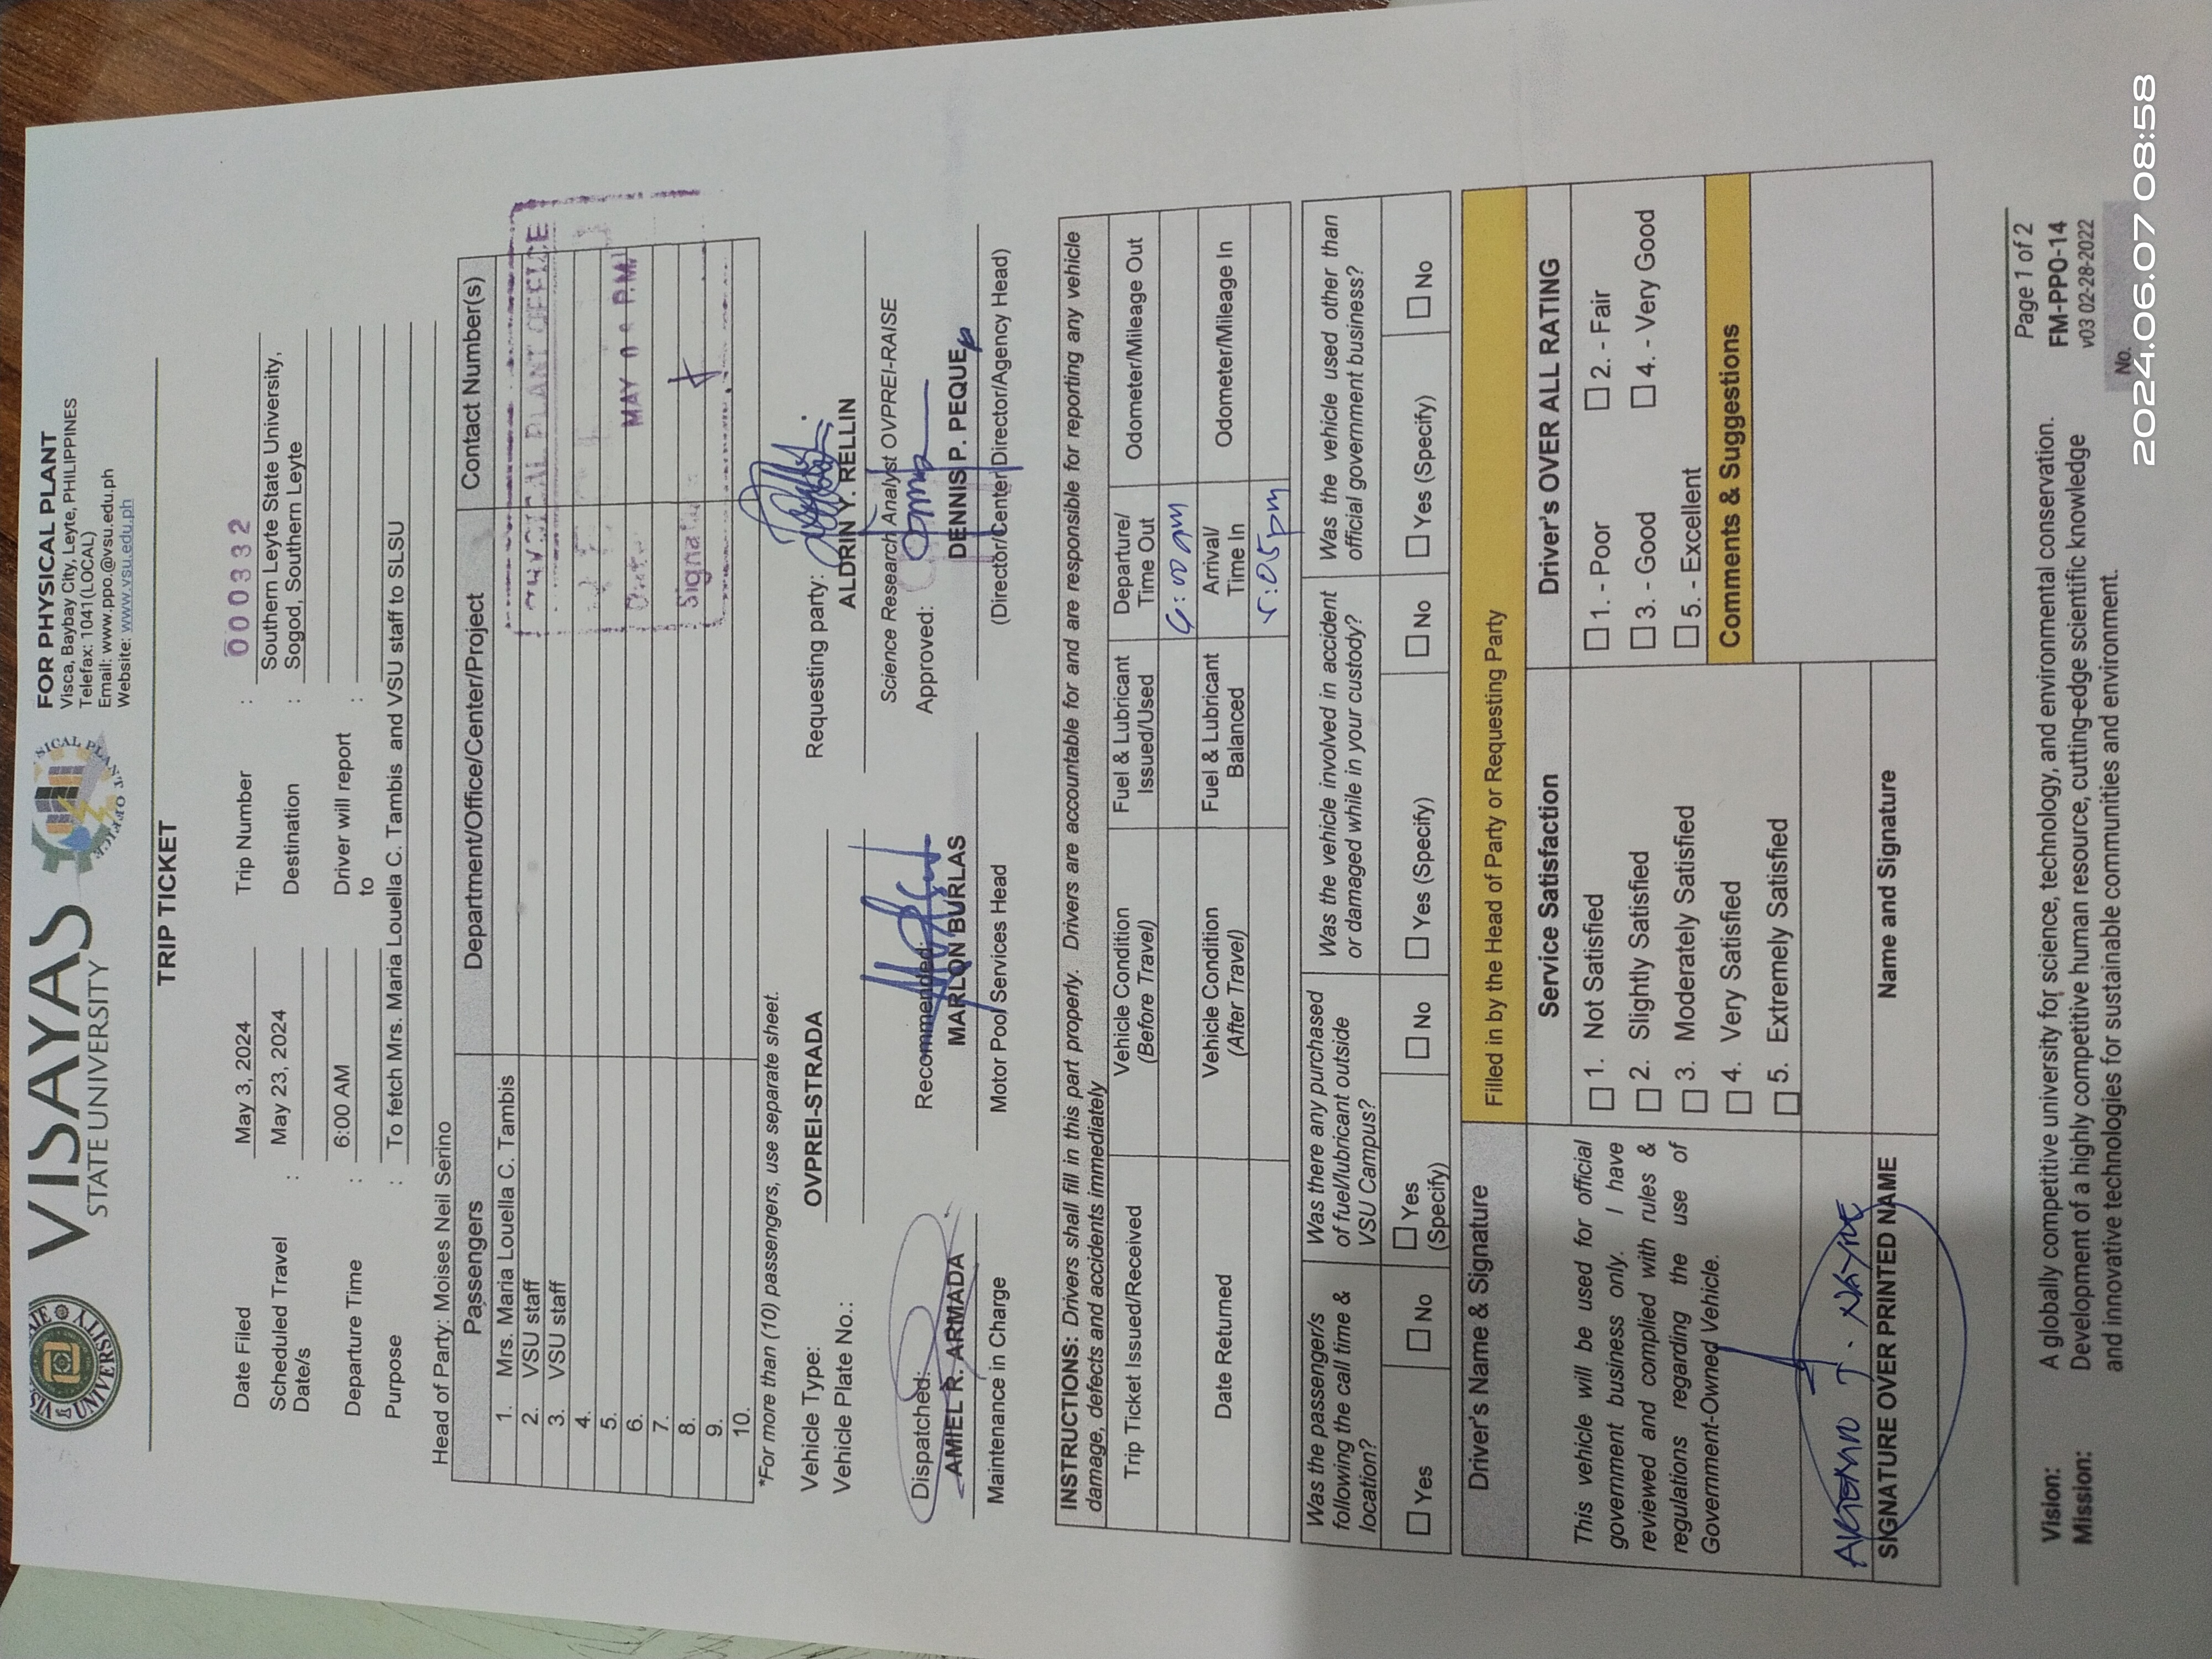 VISAYAS
STATE UNIVERSITY
FOR PHYSICAL PLANT
Visca, Baybay City, Leyte, PHILIPPINES
Telefax: 1041(LOCAL)
Email: www.ppo.@vsu.edu.ph
Website: www.vsu.edu.ph
TRIP TICKET
Date Filed May 3, 2024 Trip Number : 000332
Scheduled Travel Date/s : May 23, 2024 Destination : Southern Leyte State University, Sogod, Southern Leyte
Departure Time : 6:00 AM Driver will report to :
Purpose : To fetch Mrs. Maria Louella C. Tambis and VSU staff to SLSU
Head of Party: Moises Neil Serino
Passengers Department/Office/Center/Project Contact Number(s)
1. Mrs. Maria Louella C. Tambis
2. VSU staff
3. VSU staff
4.
5.
6.
7.
8.
9.
10.
PHYSICAL PLANT OFFICE
MAY P.M.
*For more than (10) passengers, use separate sheet.
Vehicle Type: OVPREI-STRADA
Vehicle Plate No.:
Requesting party:
ALDRIN Y. RELLIN
Science Research Analyst OVPREI-RAISE
Dispatched: Recommended: Approved:
AMIEL R. ARMADA MARLON BURLAS DENNIS P. PEQUE
Maintenance in Charge Motor Pool Services Head (Director/Center Director/Agency Head)
INSTRUCTIONS: Drivers shall fill in this part properly. Drivers are accountable for and are responsible for reporting any vehicle
damage, defects and accidents immediately
Trip Ticket Issued/Received Vehicle Condition (Before Travel) Fuel & Lubricant Issued/Used Departure/ Time Out Odometer/Mileage Out
:00 am
Date Returned Vehicle Condition (After Travel) Fuel & Lubricant Balanced Arrival/ Time In Odometer/Mileage In
5:05pm
Was the passenger/s following the call time & location?
Was there any purchased of fuel/lubricant outside VSU Campus?
Was the vehicle involved in accident or damaged while in your custody?
Was the vehicle used other than official government business?
☐ Yes ☐ No ☐ Yes (Specify) ☐ No ☐ Yes (Specify) ☐ No ☐ Yes (Specify) ☐ No
Filled in by the Head of Party or Requesting Party
Driver's Name & Signature Service Satisfaction Driver's OVER ALL RATING
This vehicle will be used for official
government business only. I have
reviewed and complied with rules &
regulations regarding the use of
Government-Owned Vehicle.
☐ 1. Not Satisfied
☐ 2. Slightly Satisfied
☐ 3. Moderately Satisfied
☐ 4. Very Satisfied
☐ 5. Extremely Satisfied
☐ 1. - Poor ☐ 2. - Fair
☐ 3. - Good ☐ 4. - Very Good
☐ 5. - Excellent
Comments & Suggestions
SIGNATURE OVER PRINTED NAME Name and Signature
Vision: A globally competitive university for science, technology, and environmental conservation.
Mission: Development of a highly competitive human resource, cutting-edge scientific knowledge
and innovative technologies for sustainable communities and environment.
Page 1 of 2
FM-PPO-14
v03 02-28-2022
No.
2024.06.07 08:58